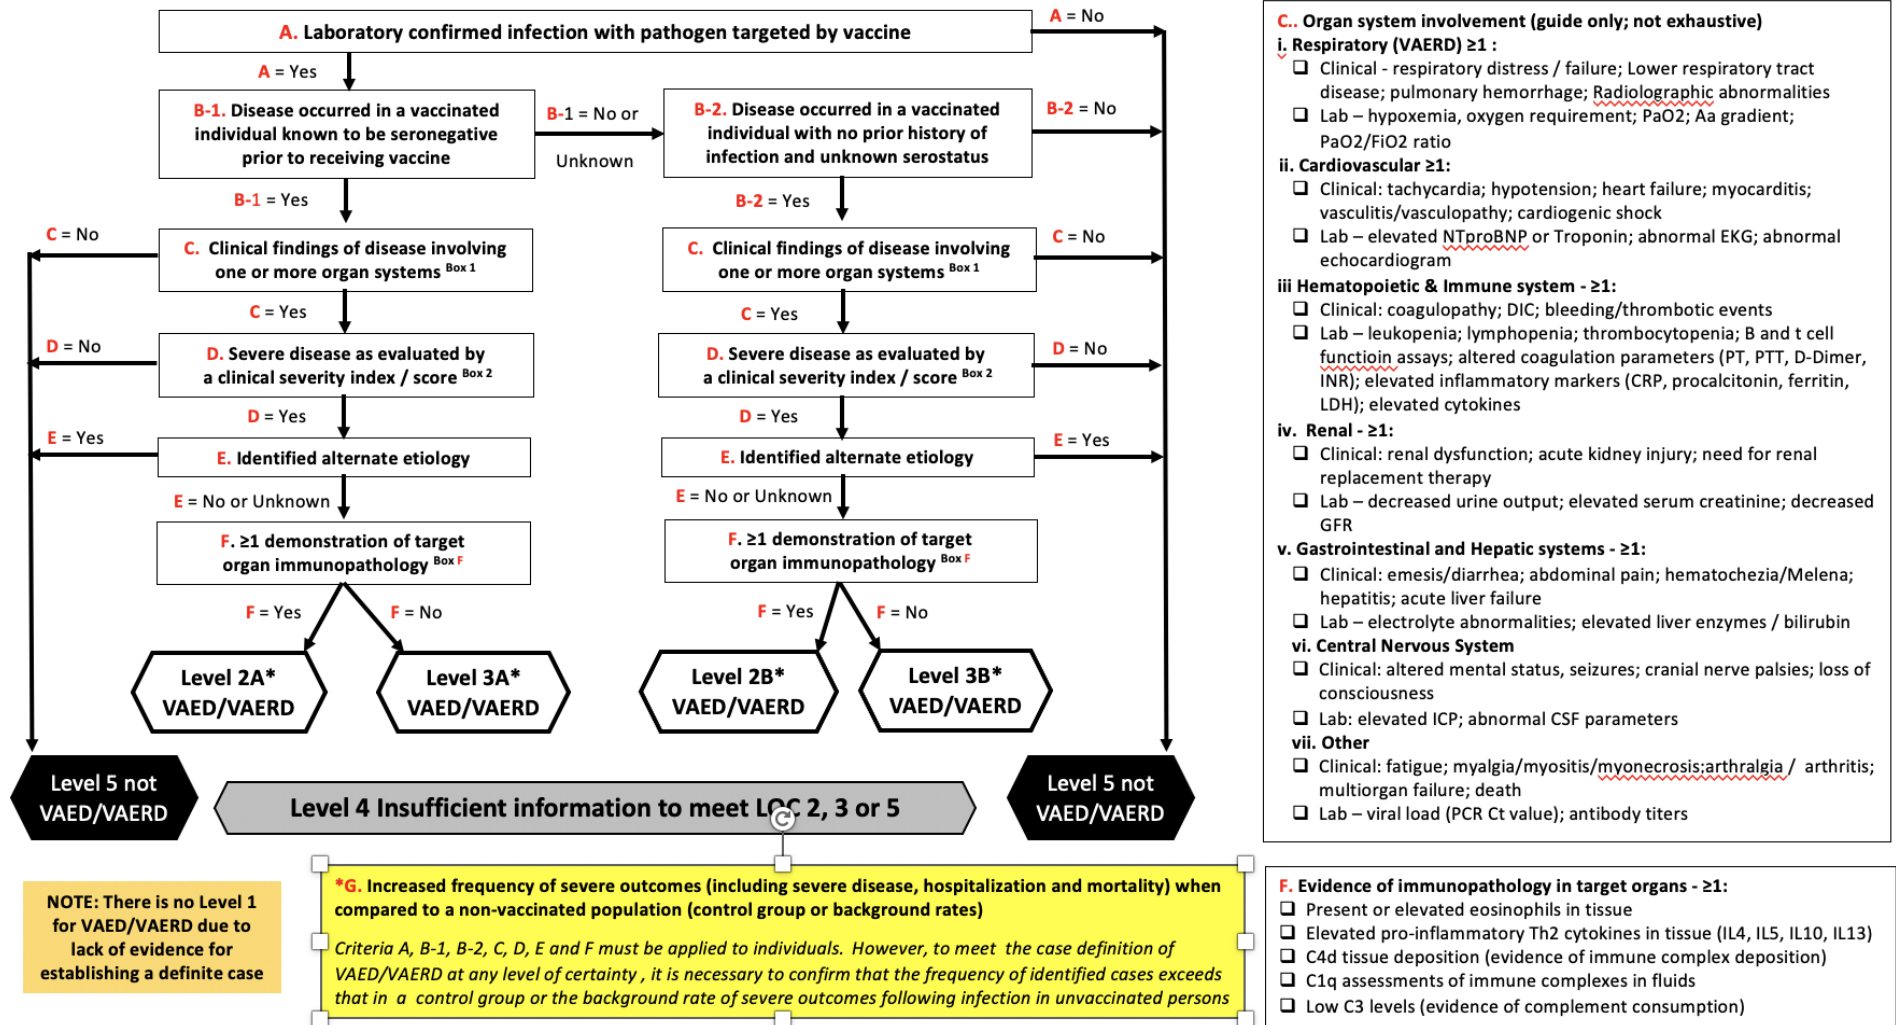 A. Laboratory confirmed infection with pathogen targeted by vaccine
A = No
A = Yes
B-1. Disease occurred in a vaccinated
individual known to be seronegative
prior to receiving vaccine
B-1 = No or
Unknown
B-2. Disease occurred in a vaccinated
individual with no prior history of
infection and unknown serostatus
B-2 = No
B-1 = Yes
B-2 = Yes
C = No
C. Clinical findings of disease involving
one or more organ systems Box 1
C. Clinical findings of disease involving
one or more organ systems Box 1
C = No
C = Yes
C = Yes
D = No
D. Severe disease as evaluated by
a clinical severity index / score Box 2
D. Severe disease as evaluated by
a clinical severity index / score Box 2
D = No
D = Yes
D = Yes
E = Yes
E. Identified alternate etiology
E. Identified alternate etiology
E = Yes
E = No or Unknown
E = No or Unknown
F. ≥1 demonstration of target
organ immunopathology Box F
F. ≥1 demonstration of target
organ immunopathology Box F
F = Yes
F = No
F = Yes
F = No
Level 2A*
VAED/VAERD
Level 3A*
VAED/VAERD
Level 2B*
VAED/VAERD
Level 3B*
VAED/VAERD
Level 5 not
VAED/VAERD
Level 4 Insufficient information to meet LOC 2, 3 or 5
Level 5 not
VAED/VAERD
NOTE: There is no Level 1
for VAED/VAERD due to
lack of evidence for
establishing a definite case
*G. Increased frequency of severe outcomes (including severe disease, hospitalization and mortality) when
compared to a non-vaccinated population (control group or background rates)
Criteria A, B-1, B-2, C, D, E and F must be applied to individuals. However, to meet the case definition of
VAED/VAERD at any level of certainty , it is necessary to confirm that the frequency of identified cases exceeds
that in a control group or the background rate of severe outcomes following infection in unvaccinated persons
C.. Organ system involvement (guide only; not exhaustive)
i. Respiratory (VAERD) ≥1 :
❑ Clinical - respiratory distress / failure; Lower respiratory tract
disease; pulmonary hemorrhage; Radiolographic abnormalities
❑ Lab – hypoxemia, oxygen requirement; PaO2; Aa gradient;
PaO2/FiO2 ratio
ii. Cardiovascular ≥1:
❑ Clinical: tachycardia; hypotension; heart failure; myocarditis;
vasculitis/vasculopathy; cardiogenic shock
❑ Lab – elevated NTproBNP or Troponin; abnormal EKG; abnormal
echocardiogram
iii Hematopoietic & Immune system - ≥1:
❑ Clinical: coagulopathy; DIC; bleeding/thrombotic events
❑ Lab – leukopenia; lymphopenia; thrombocytopenia; B and t cell
functioin assays; altered coagulation parameters (PT, PTT, D-Dimer,
INR); elevated inflammatory markers (CRP, procalcitonin, ferritin,
LDH); elevated cytokines
iv. Renal - ≥1:
❑ Clinical: renal dysfunction; acute kidney injury; need for renal
replacement therapy
❑ Lab – decreased urine output; elevated serum creatinine; decreased
GFR
v. Gastrointestinal and Hepatic systems - ≥1:
❑ Clinical: emesis/diarrhea; abdominal pain; hematochezia/Melena;
hepatitis; acute liver failure
❑ Lab – electrolyte abnormalities; elevated liver enzymes / bilirubin
vi. Central Nervous System
❑ Clinical: altered mental status, seizures; cranial nerve palsies; loss of
consciousness
❑ Lab: elevated ICP; abnormal CSF parameters
vii. Other
❑ Clinical: fatigue; myalgia/myositis/myonecrosis;arthralgia / arthritis;
multiorgan failure; death
❑ Lab – viral load (PCR Ct value); antibody titers
F. Evidence of immunopathology in target organs - ≥1:
❑ Present or elevated eosinophils in tissue
❑ Elevated pro-inflammatory Th2 cytokines in tissue (IL4, IL5, IL10, IL13)
❑ C4d tissue deposition (evidence of immune complex deposition)
❑ C1q assessments of immune complexes in fluids
❑ Low C3 levels (evidence of complement consumption)